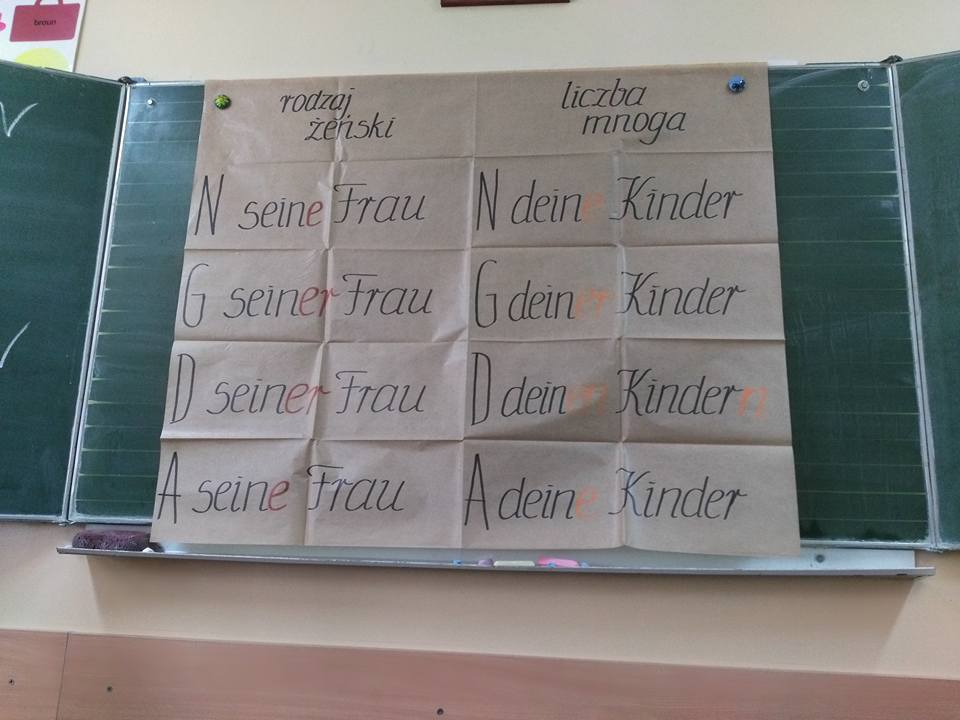 braun
rodzaj
żeński
N seine Frau
G seiner Frau
D seiner Frau
A seine Frau
liczba
mnoga
N deine Kinder
G deiner Kinder
D deinen Kindern
A deine Kinder